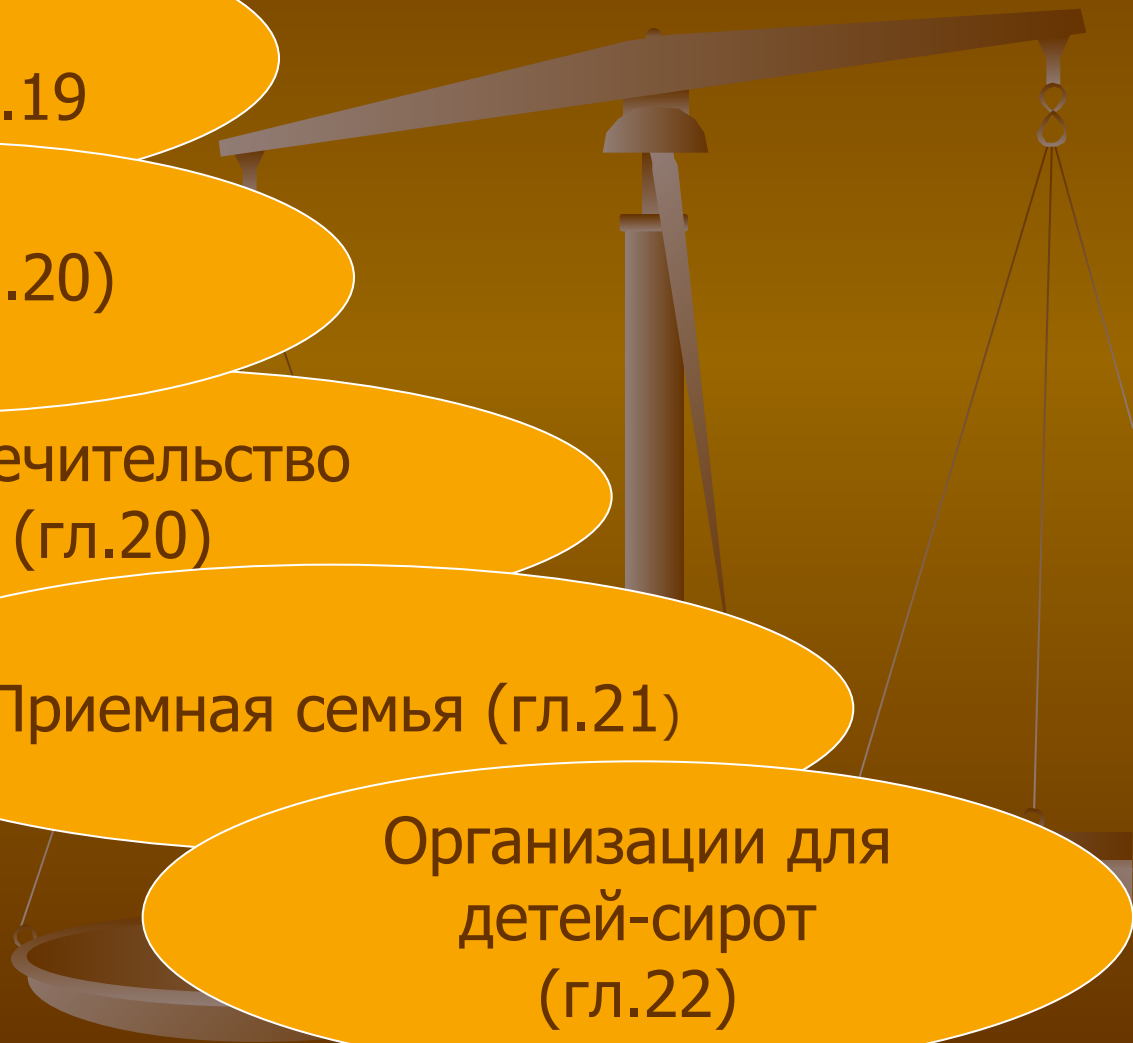 .19
.20)
ечительство
(гл.20)
Приемная семья (гл.21)
Организации для
детей-сирот
(гл.22)